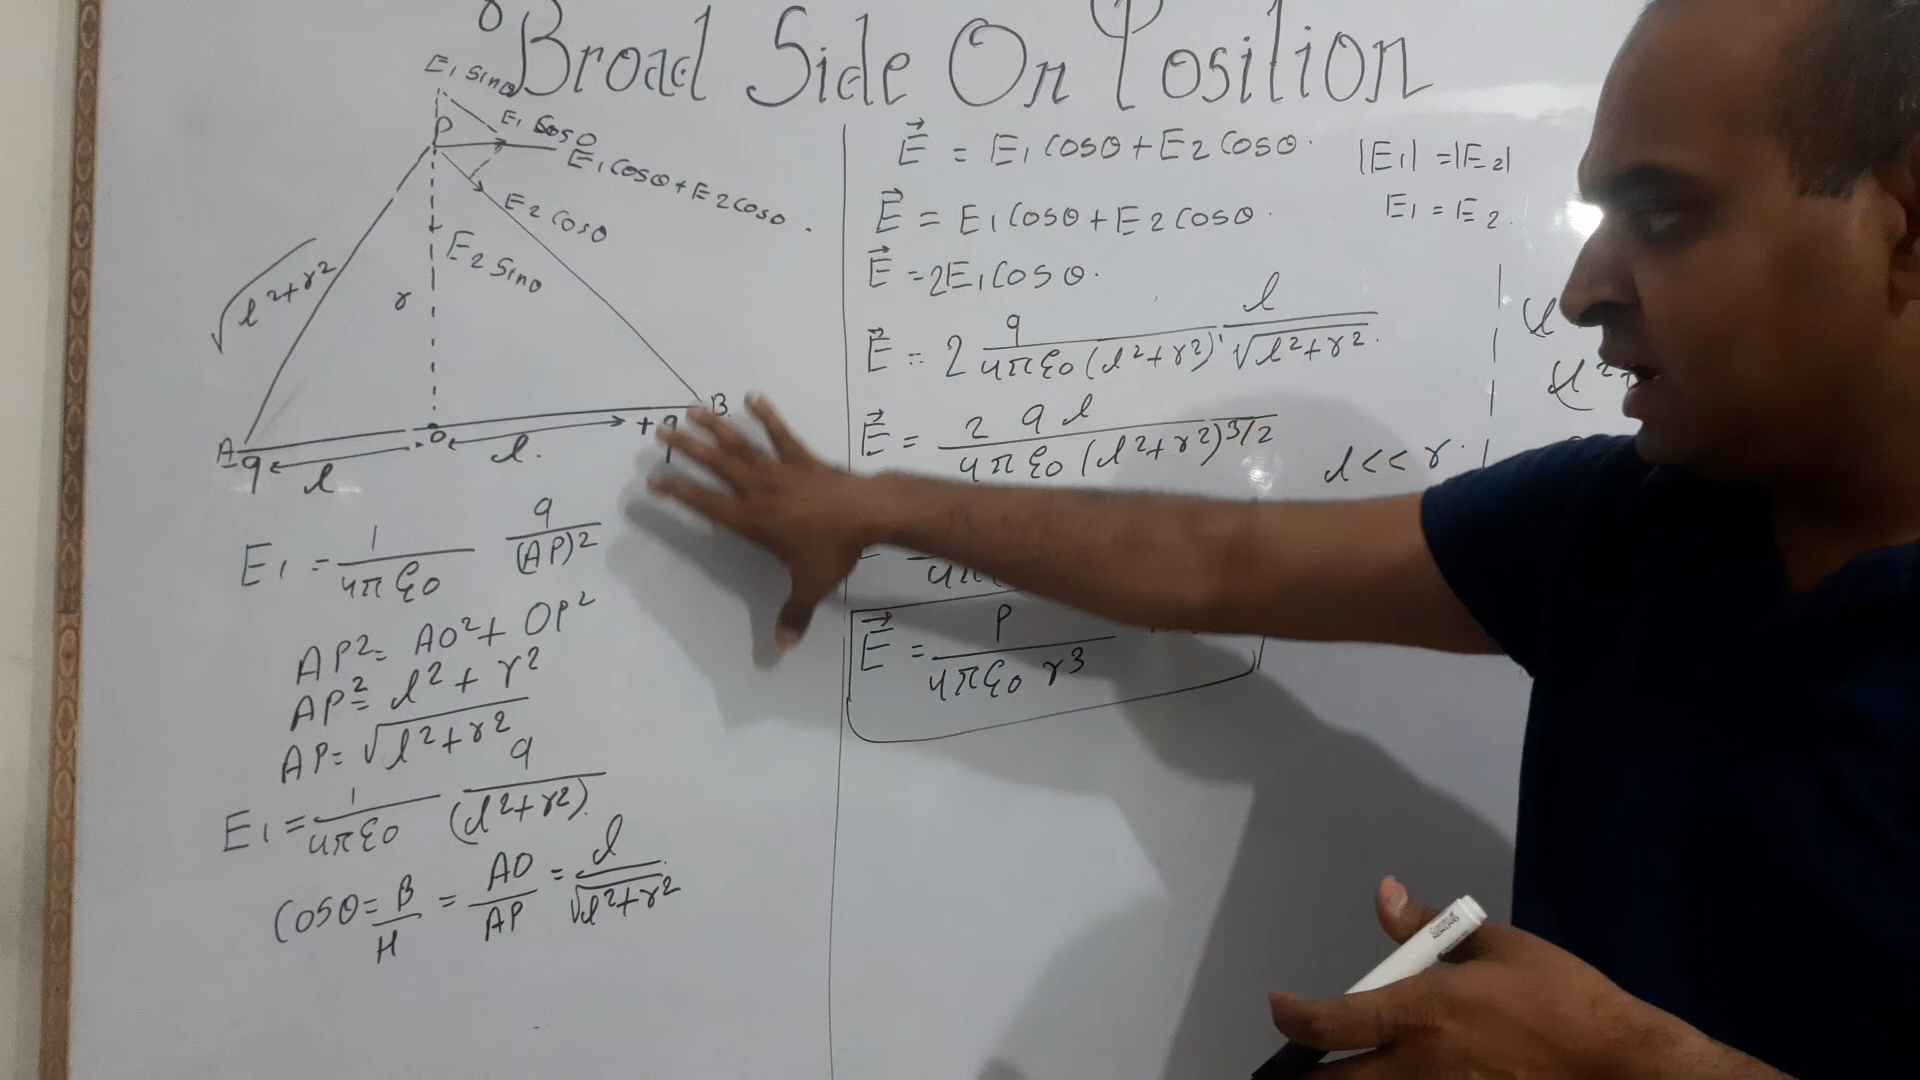 Broad Side On Position
E1 sinθ
P
E1 Cosθ
E1 cosθ + E2 cosθ.
E2 cosθ
E2 sinθ
√l²+r²
r
A
-q
l
o
l.
+q
B.
E1 = 1/4πε0 q/(AP)²
AP² = AO² + OP²
AP² = l² + r²
AP = √l²+r²
E1 = 1/4πε0 q/(l²+r²).
Cosθ = B/H = AO/AP = l/√l²+r²
E⃗ = E1 cosθ + E2 cosθ.
|E1| = |E2|
E⃗ = E1 cosθ + E2 cosθ.
E1 = E2.
E⃗ = 2E1 cosθ.
E⃗ = 2 q/4πε0(l²+r²) . l/√l²+r².
E⃗ = 2 q l/4πε0 (l²+r²)3/2
l << r.
E⃗ = P/4πε0 r3